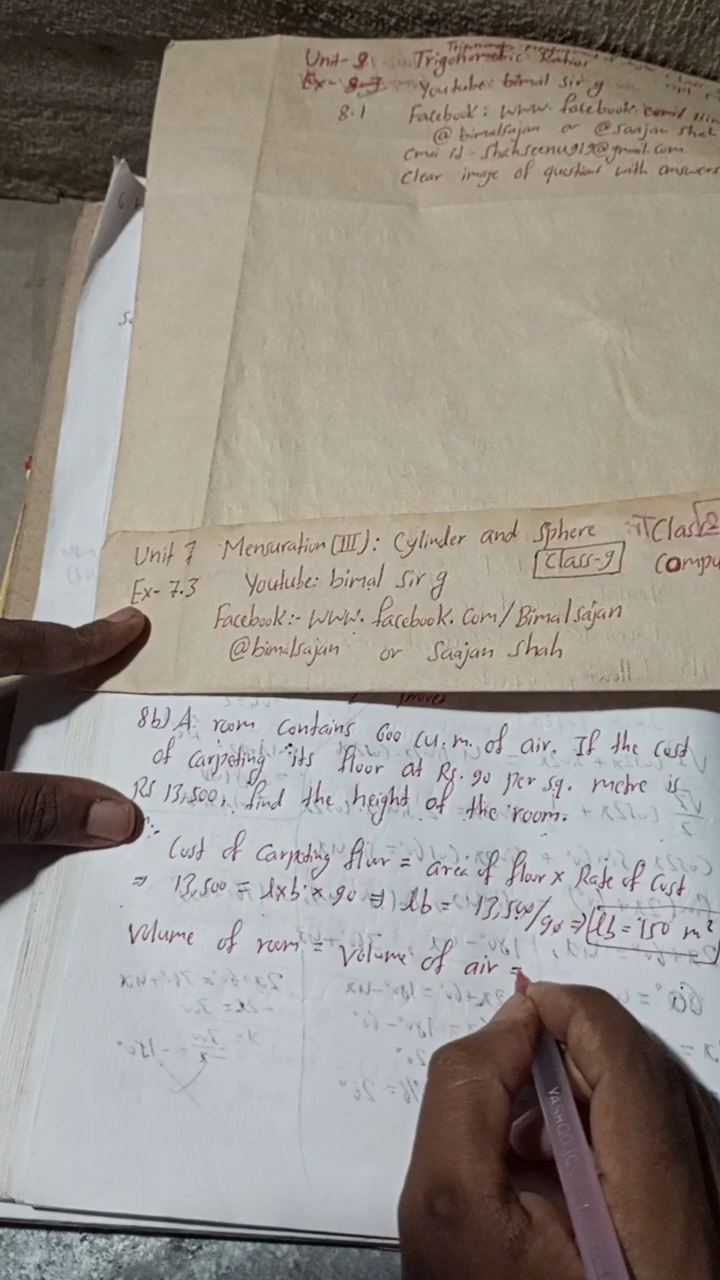 Unit-8 Trigonometric Ratios
Ex-
Youtube: bimal sir g
8.1 Facebook: www.facebook.com/
@bimalsajan or @saajan shah
Clear image of questions with answers
Unit 7 Mensuration (III): Cylinder and Sphere
Class-9
Ex- 7.3 Youtube: bimal sir g
Facebook:- www.facebook.com/Bimalsajan
@bimalsajan or Saajan Shah
8b) A room contains 600 cu.m. of air. If the cost
of carpeting its floor at Rs. 90 per sq. metre is
RS 13,500, find the height of the room.
Cost of Carpeting floor = area of floor x Rate of Cost
⇒ 13,500 = lxb x 90 ⇒ lb = 13,500/90 ⇒ lb = 150 m²
Volume of room = Volume of air =